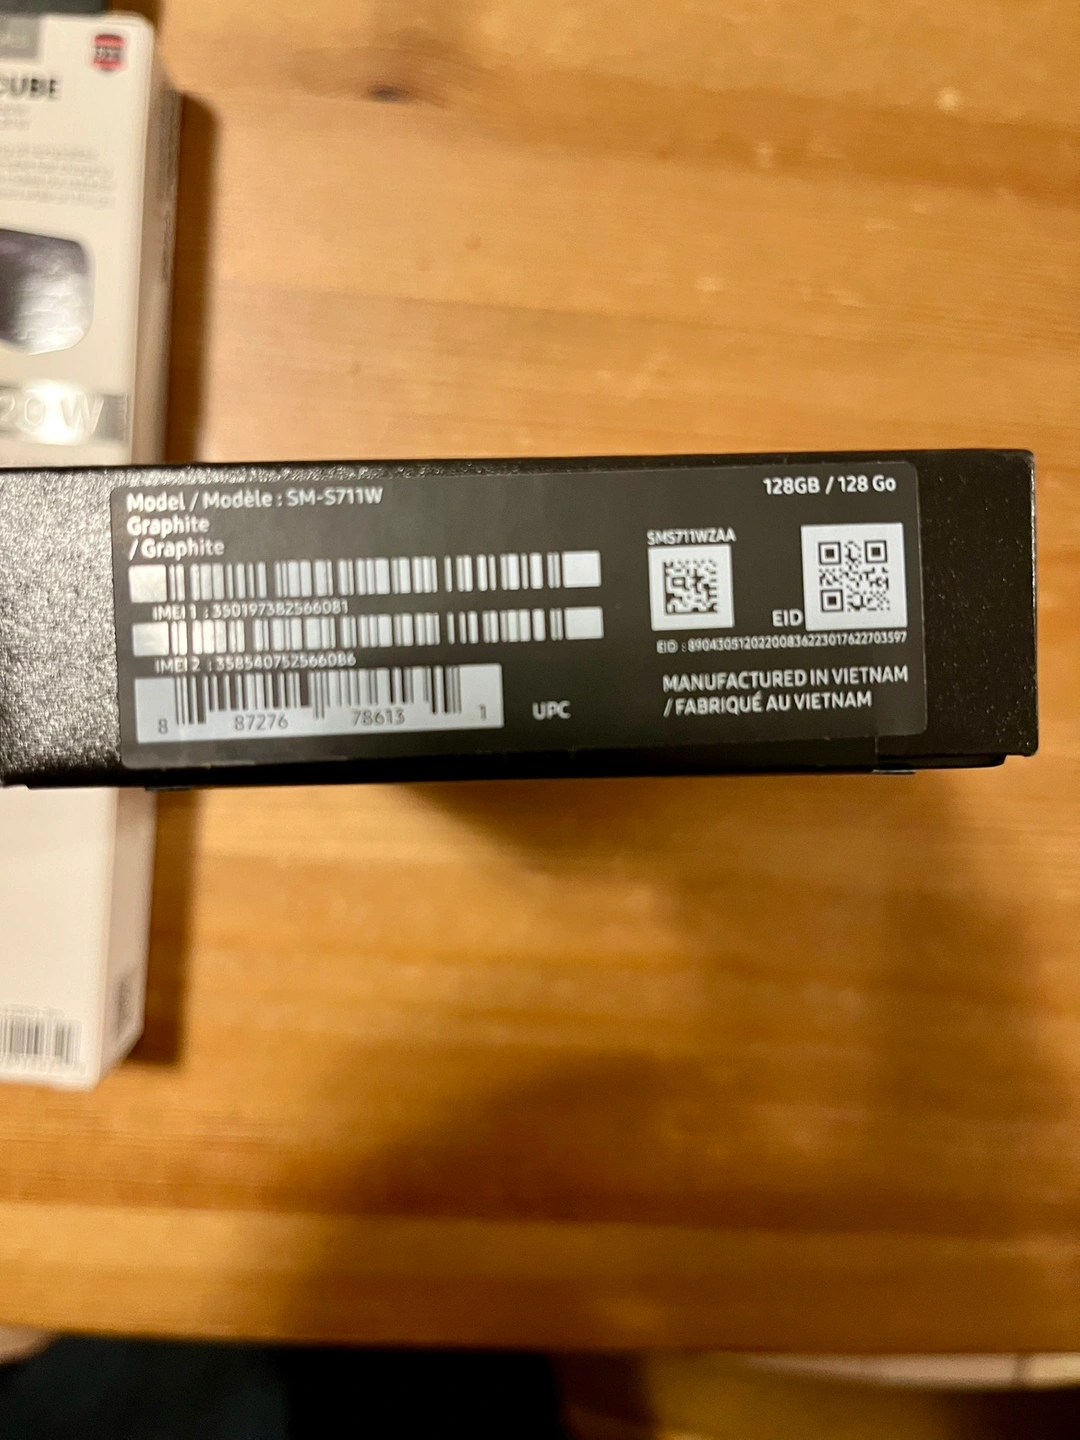 CUBE
20 W
Model / Modèle : SM-S711W
Graphite
/ Graphite
128GB / 128 Go
IMEI 1 : 350197382566081
IMEI 2 : 358540752566086
8 87276 78613 1
UPC
SMS711WZAA
EID
EID : 89043051202200836223017622703597
MANUFACTURED IN VIETNAM
/ FABRIQUÉ AU VIETNAM